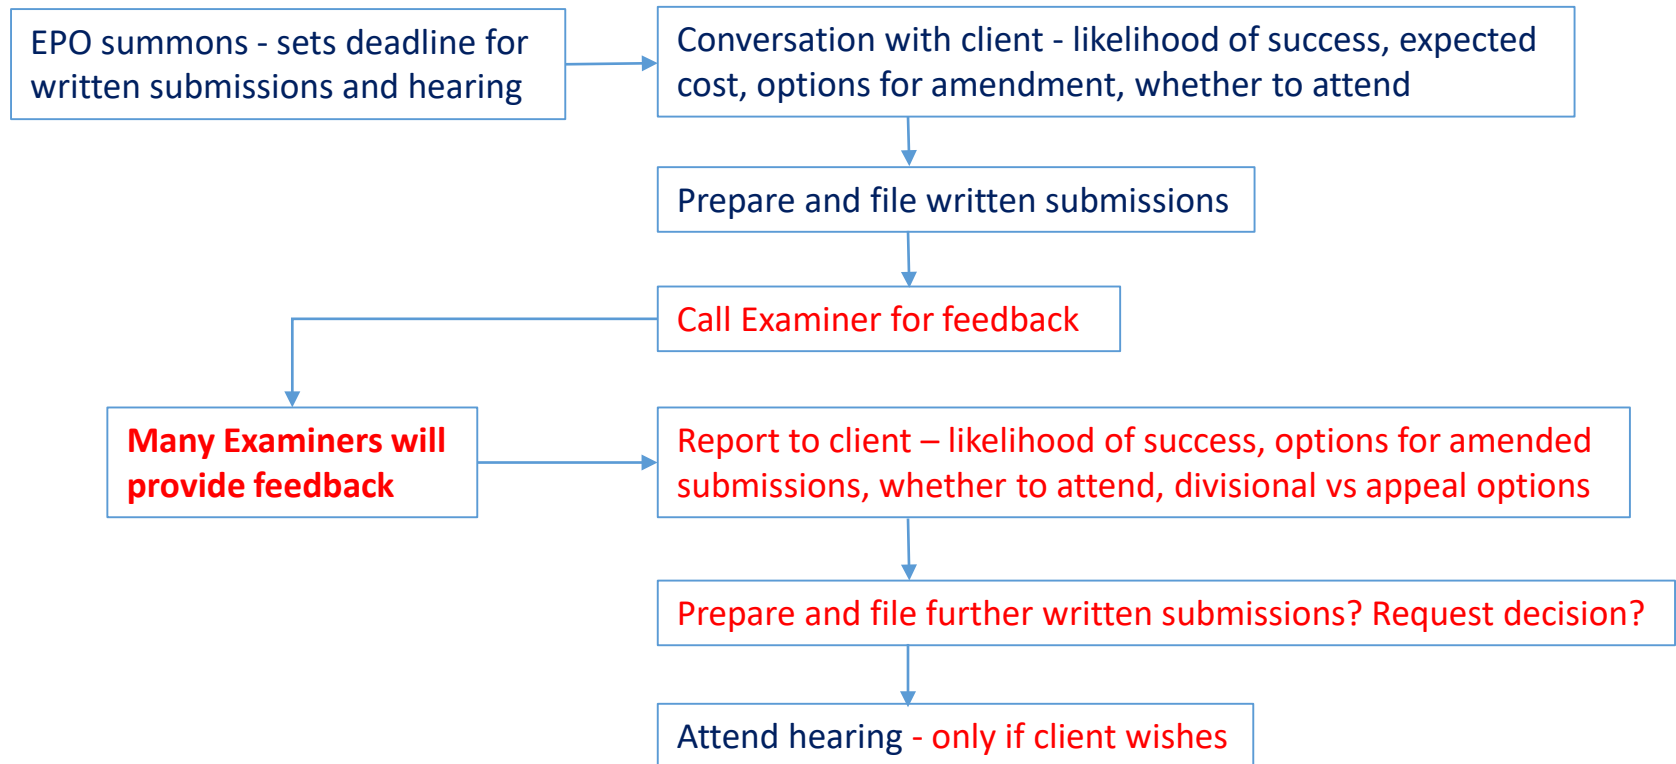 EPO summons - sets deadline for
written submissions and hearing
Conversation with client - likelihood of success, expected
cost, options for amendment, whether to attend
Prepare and file written submissions
Call Examiner for feedback
Many Examiners will
provide feedback
Report to client – likelihood of success, options for amended
submissions, whether to attend, divisional vs appeal options
Prepare and file further written submissions? Request decision?
Attend hearing - only if client wishes